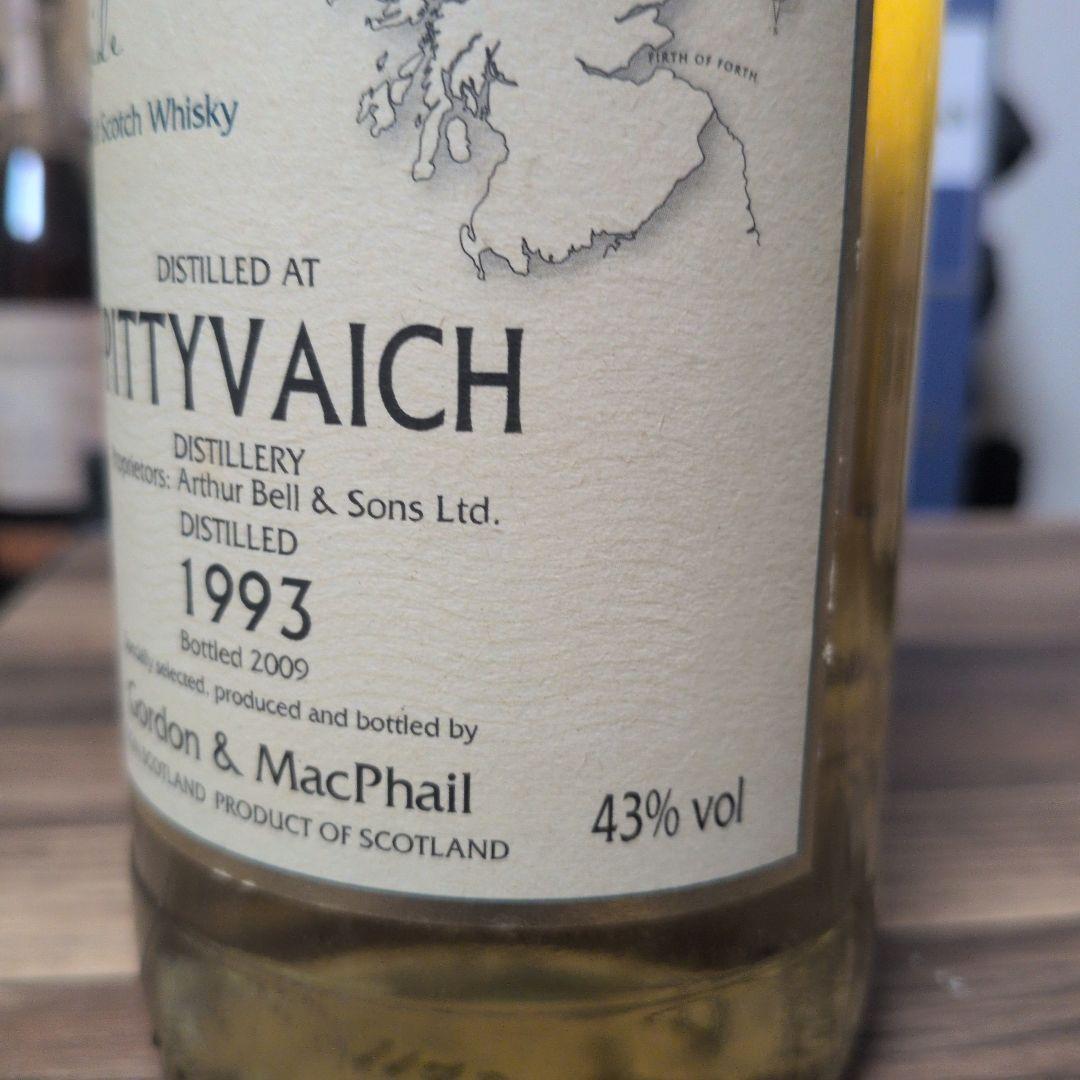 Scotch Whisky
FIRTH OF FORTH
DISTILLED AT
PITTYVAICH
DISTILLERY
Proprietors: Arthur Bell & Sons Ltd.
DISTILLED
1993
Bottled 2009
selected, produced and bottled by
Gordon & MacPhail
SCOTLAND PRODUCT OF SCOTLAND
43% vol